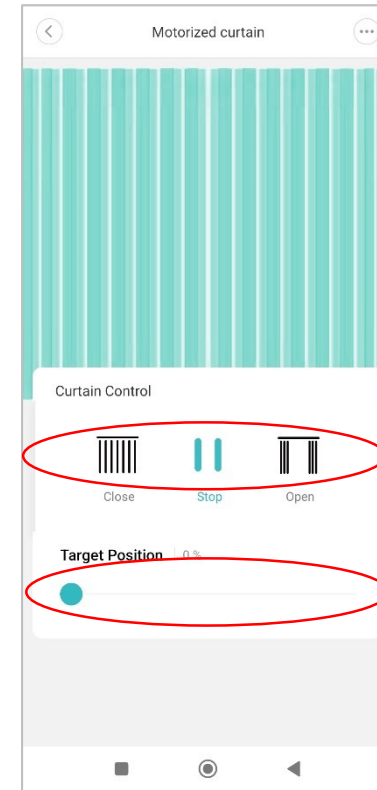 Motorized curtain
Curtain Control
Close Stop Open
Target Position 0 %